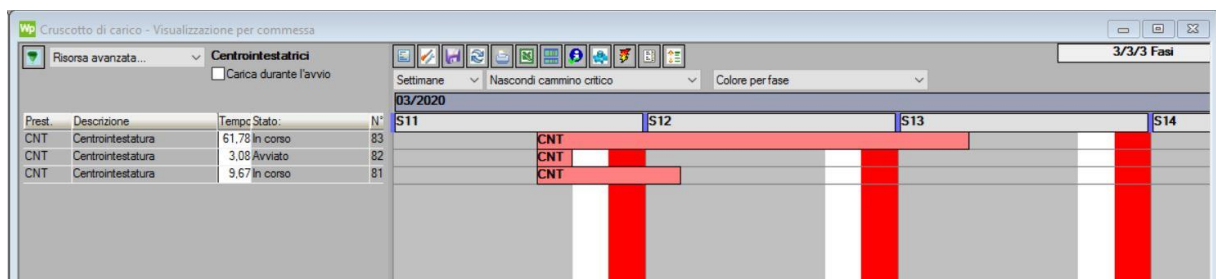 Wp Cruscotto di carico - Visualizzazione per commessa
Risorsa avanzata... Centrointestatrici 3/3/3 Fasi
Carica durante l'avvio
Settimane Nascondi cammino critico Colore per fase
03/2020
Prest. Descrizione Tempo Stato: N° S11 S12 S13 S14
CNT Centrointestatura 61,78 In corso 83 CNT
CNT Centrointestatura 3,08 Avviato 82 CNT
CNT Centrointestatura 9,67 In corso 81 CNT